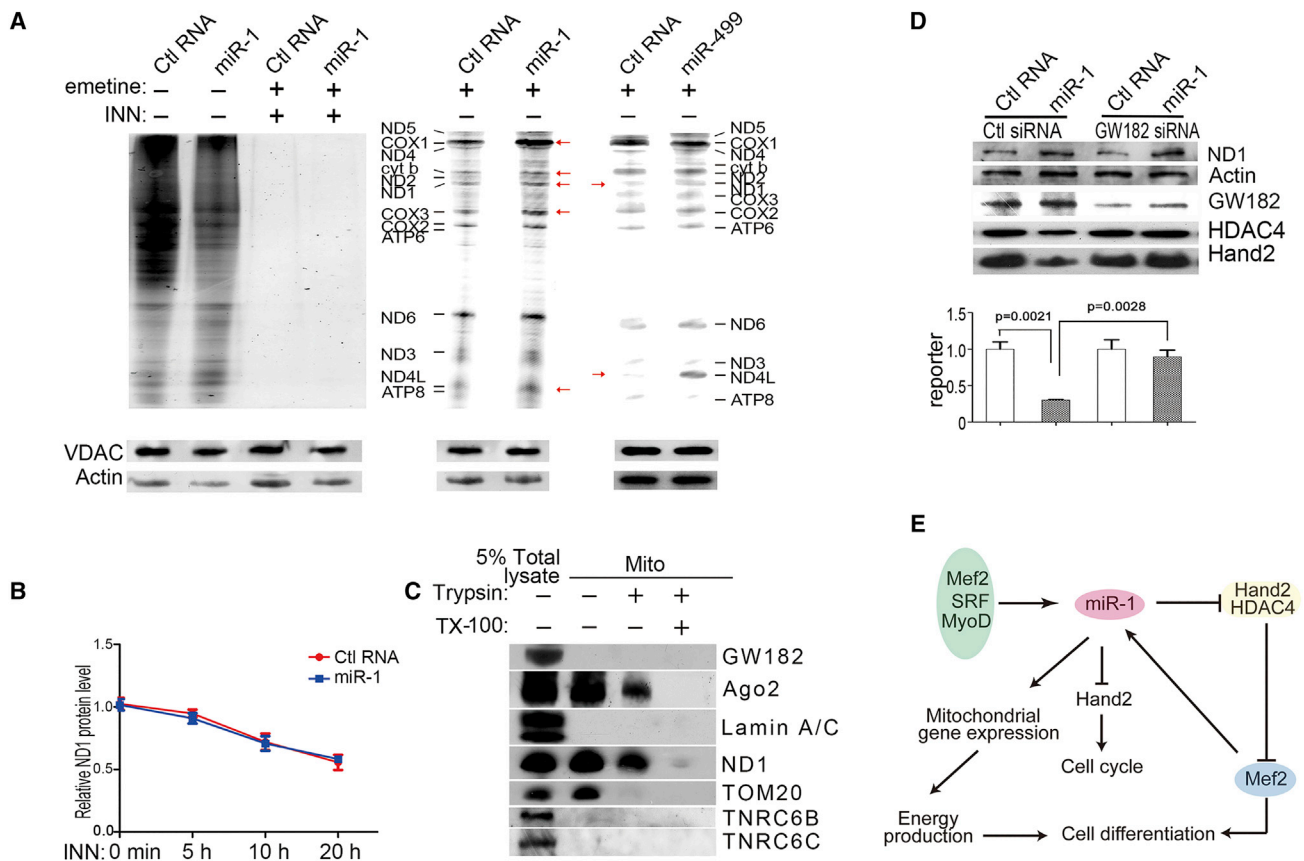 A
Ctl RNA miR-1 Ctl RNA miR-1
emetine: − − + +
INN: − − + +
Ctl RNA miR-1 Ctl RNA miR-499
+ + + +
− − − −
ND5
COX1
ND4
cyt b
ND2
ND1
COX3
COX2
ATP6
ND6
ND3
ND4L
ATP8
ND5
COX1
ND4
cyt b
ND2
ND1
COX3
COX2
ATP6
ND6
ND3
ND4L
ATP8
VDAC
Actin
B
Relative ND1 protein level
1.5
1.0
0.5
0.0
Ctl RNA
miR-1
INN: 0 min 5 h 10 h 20 h
C
5% Total
lysate
Mito
Trypsin: − − + +
TX-100: − − − +
GW182
Ago2
Lamin A/C
ND1
TOM20
TNRC6B
TNRC6C
D
Ctl RNA miR-1 Ctl RNA miR-1
Ctl siRNA GW182 siRNA
ND1
Actin
GW182
HDAC4
Hand2
reporter
1.5
1.0
0.5
0
p=0.0021
p=0.0028
E
Mef2
SRF
MyoD
miR-1
Hand2
HDAC4
Mitochondrial
gene expression
Hand2
Cell cycle
Mef2
Energy
production
Cell differentiation